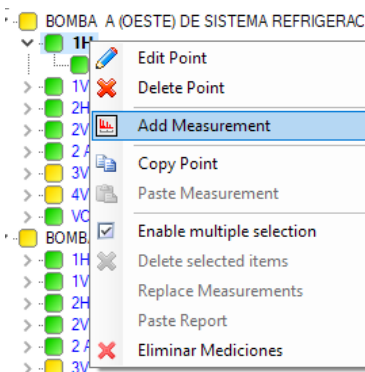 BOMBA A (OESTE) DE SISTEMA REFRIGERAC
1H
Edit Point
Delete Point
1V
2H
Add Measurement
2V
2 A
Copy Point
3V
4V
Paste Measurement
VO
Enable multiple selection
BOMB
1H
Delete selected items
1V
2H
Replace Measurements
2V
Paste Report
2 A
Eliminar Mediciones
3V